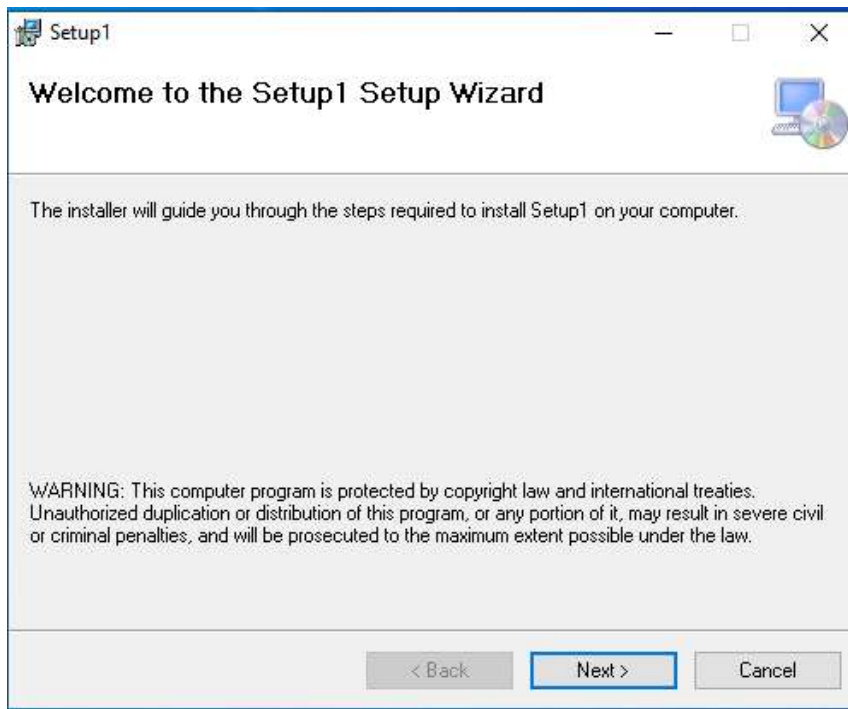 Setup1
Welcome to the Setup1 Setup Wizard
The installer will guide you through the steps required to install Setup1 on your computer.
WARNING: This computer program is protected by copyright law and international treaties.
Unauthorized duplication or distribution of this program, or any portion of it, may result in severe civil
or criminal penalties, and will be prosecuted to the maximum extent possible under the law.
< Back Next > Cancel